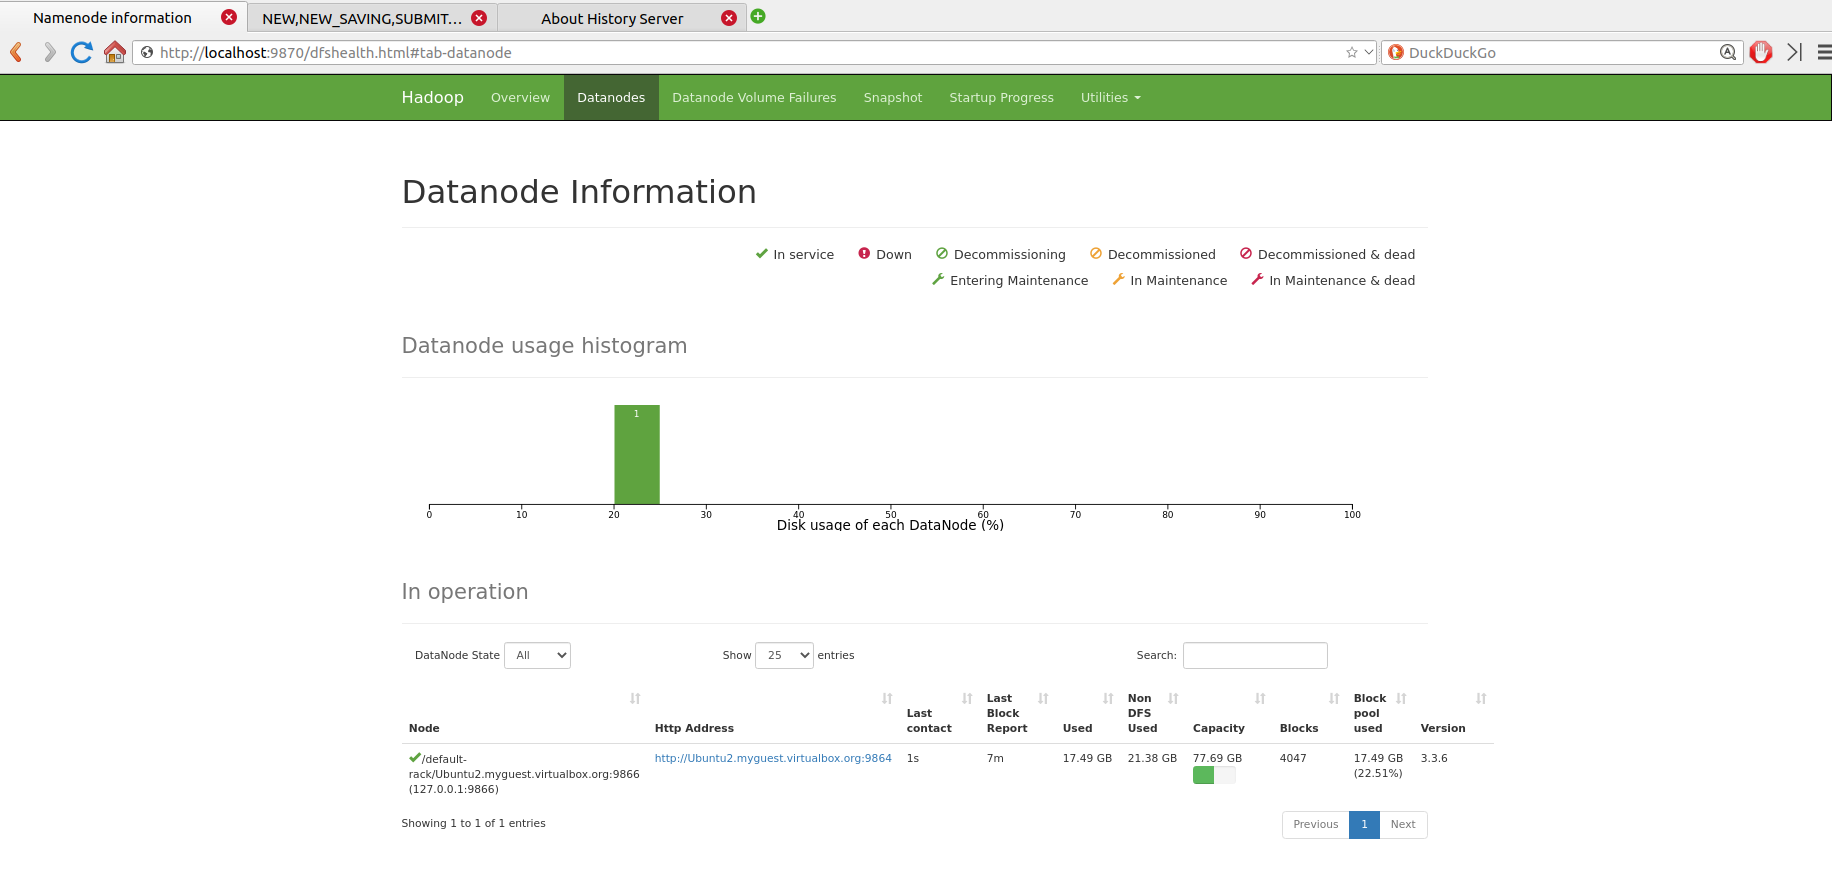 Namenode information NEW,NEW_SAVING,SUBMIT... About History Server
http://localhost:9870/dfshealth.html#tab-datanode DuckDuckGo
Hadoop Overview Datanodes Datanode Volume Failures Snapshot Startup Progress Utilities
Datanode Information
In service Down Decommissioning Decommissioned Decommissioned & dead
Entering Maintenance In Maintenance In Maintenance & dead
Datanode usage histogram
1
0 10 20 30 40 50 60 70 80 90 100
Disk usage of each DataNode (%)
In operation
DataNode State All Show 25 entries Search:
Node Http Address Last contact Last Block Report Used Non DFS Used Capacity Blocks Block pool used Version
/default-rack/Ubuntu2.myguest.virtualbox.org:9866 (127.0.0.1:9866) http://Ubuntu2.myguest.virtualbox.org:9864 1s 7m 17.49 GB 21.38 GB 77.69 GB 4047 17.49 GB (22.51%) 3.3.6
Showing 1 to 1 of 1 entries Previous 1 Next